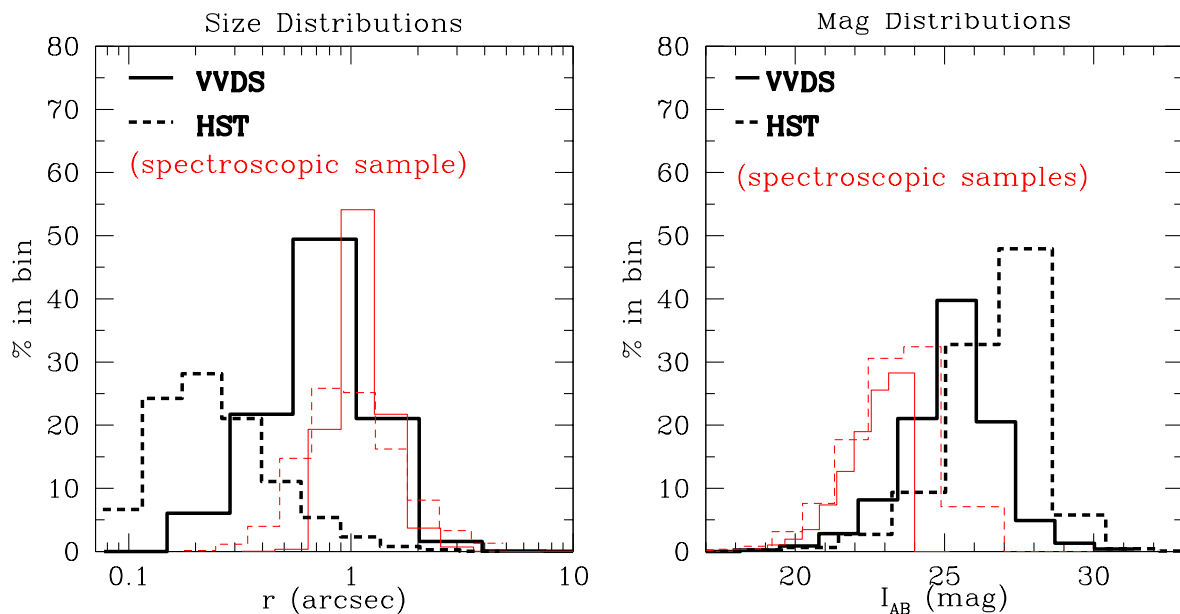 Size Distributions
80
70
60
50
40
30
20
10
0
% in bin
VVDS
HST
(spectroscopic sample)
0.1
1
10
r (arcsec)
Mag Distributions
80
70
60
50
40
30
20
10
0
% in bin
VVDS
HST
(spectroscopic samples)
20
25
30
I_AB (mag)